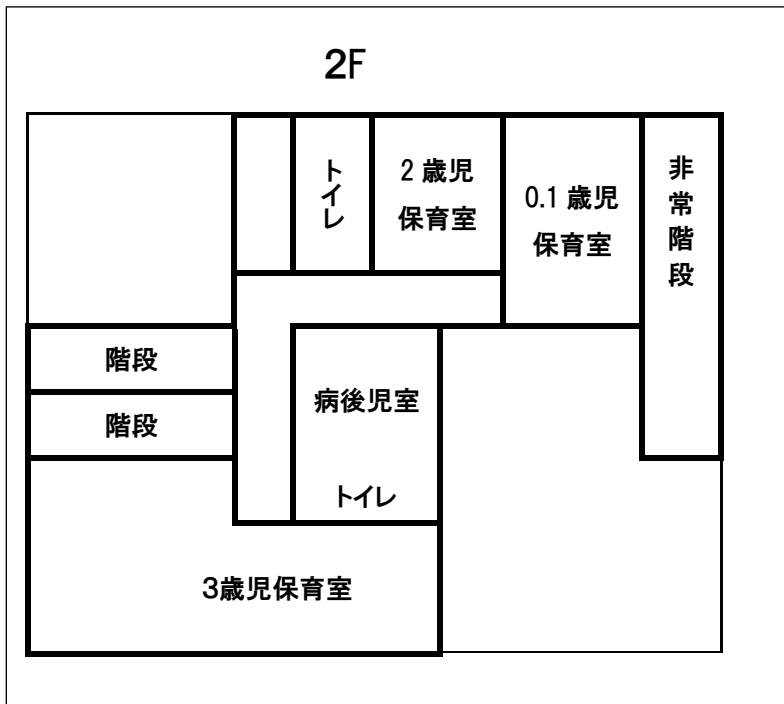 2F
トイレ
2 歳児
保育室
0.1 歳児
保育室
非常階段
階段
階段
病後児室
トイレ
3歳児保育室